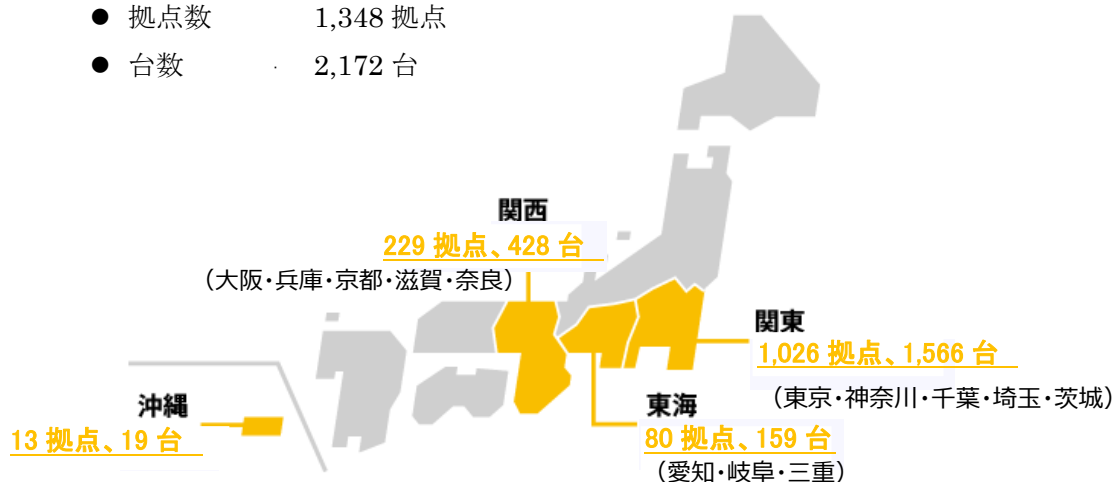 ● 拠点数 1,348 拠点
● 台数 2,172 台
関西
229 拠点、428 台
（大阪・兵庫・京都・滋賀・奈良）
関東
1,026 拠点、1,566 台
（東京・神奈川・千葉・埼玉・茨城）
沖縄
13 拠点、19 台
東海
80 拠点、159 台
（愛知・岐阜・三重）